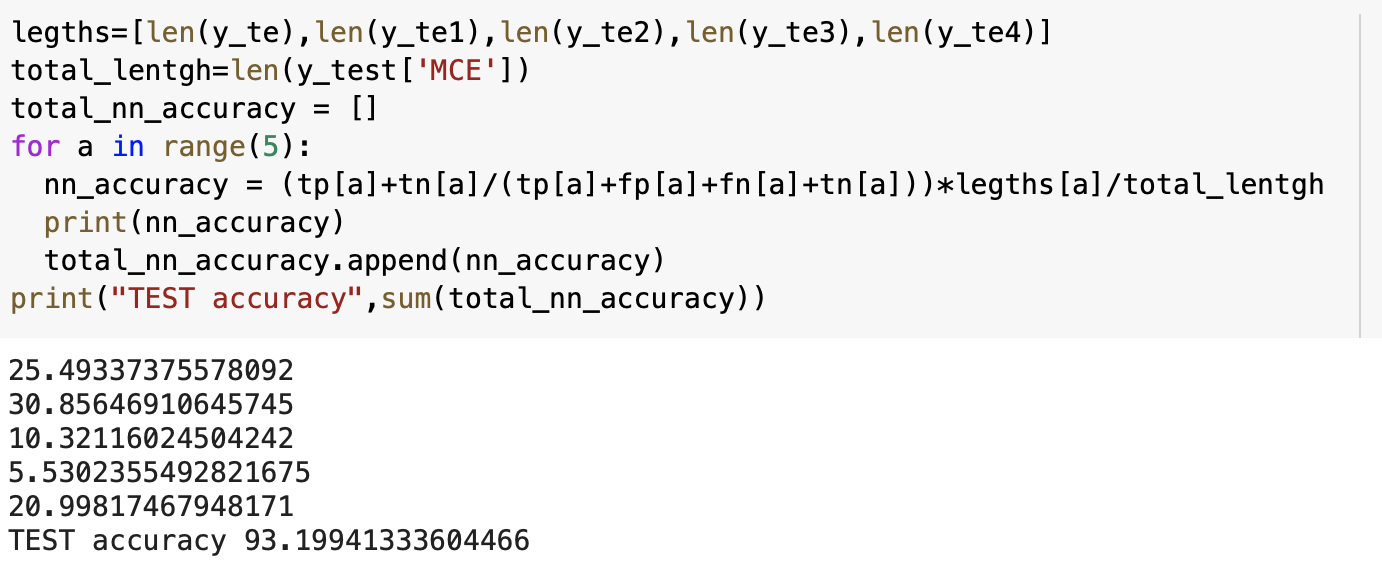 legths=[len(y_te),len(y_te1),len(y_te2),len(y_te3),len(y_te4)]
total_lentgh=len(y_test['MCE'])
total_nn_accuracy = []
for a in range(5):
  nn_accuracy = (tp[a]+tn[a]/(tp[a]+fp[a]+fn[a]+tn[a]))*legths[a]/total_lentgh
  print(nn_accuracy)
  total_nn_accuracy.append(nn_accuracy)
print("TEST accuracy",sum(total_nn_accuracy))
25.49337375578092
30.85646910645745
10.32116024504242
5.5302355492821675
20.99817467948171
TEST accuracy 93.19941333604466